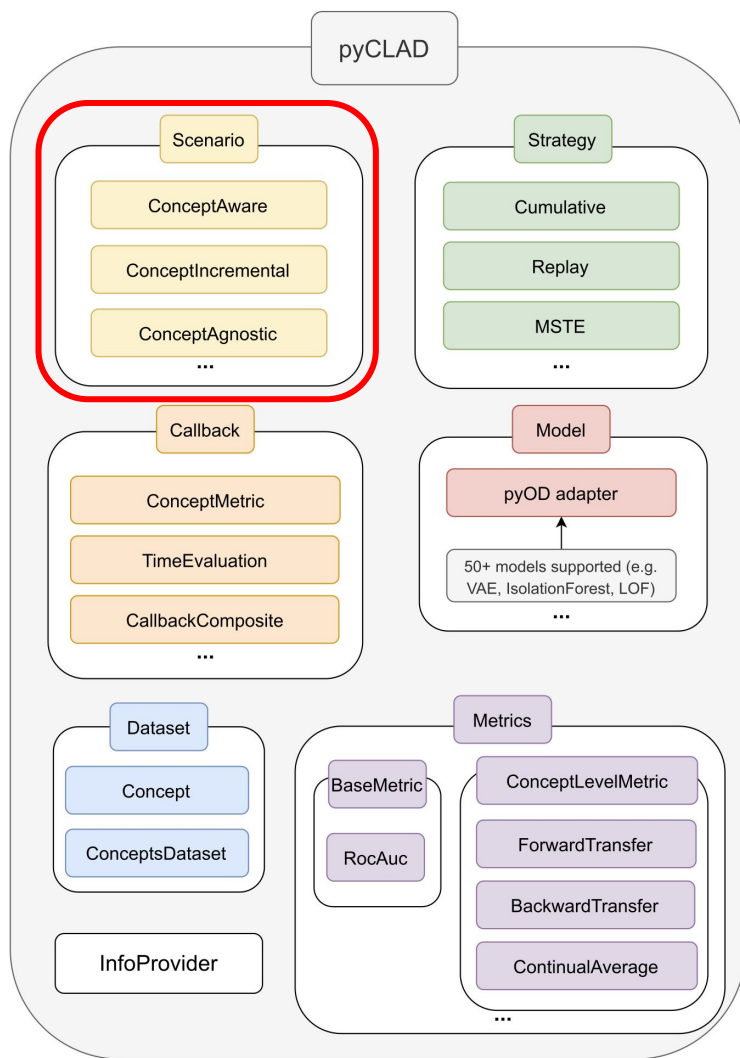 pyCLAD
Scenario
ConceptAware
ConceptIncremental
ConceptAgnostic
...
Strategy
Cumulative
Replay
MSTE
...
Callback
ConceptMetric
TimeEvaluation
CallbackComposite
...
Model
pyOD adapter
50+ models supported (e.g.
VAE, IsolationForest, LOF)
...
Dataset
Concept
ConceptsDataset
InfoProvider
Metrics
BaseMetric
RocAuc
ConceptLevelMetric
ForwardTransfer
BackwardTransfer
ContinualAverage
...